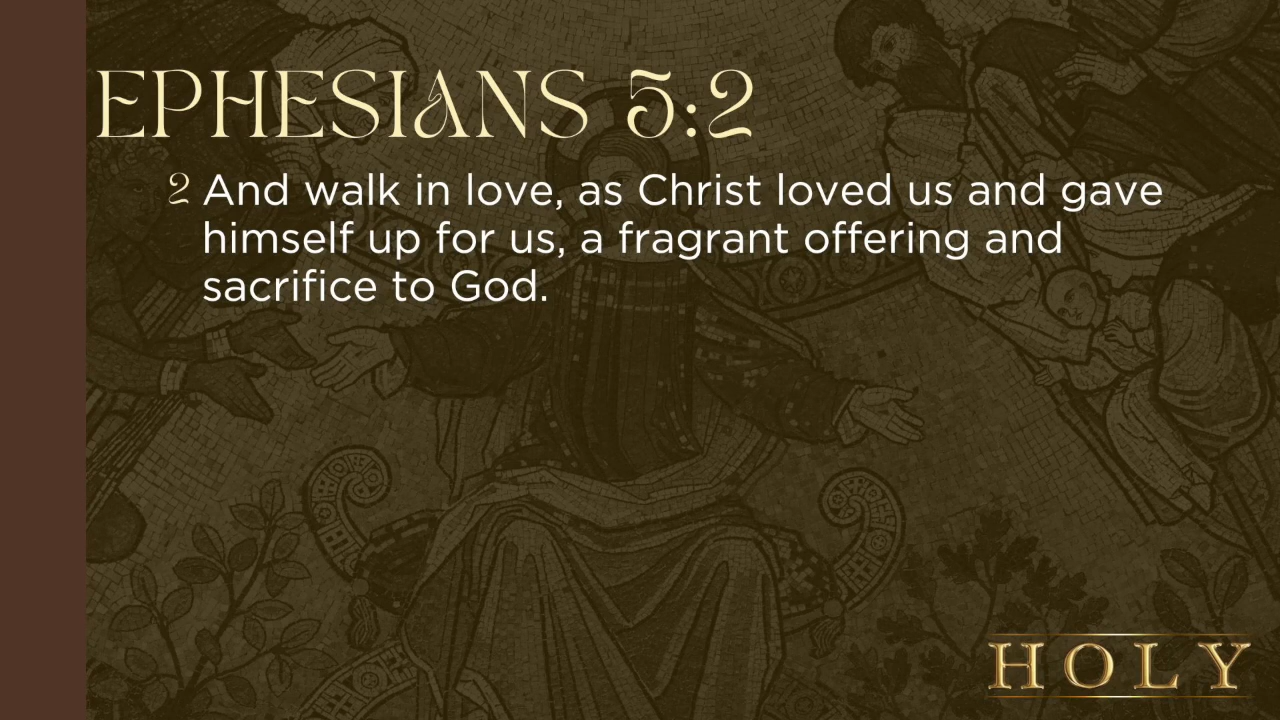 EPHESIANS 5:2
2 And walk in love, as Christ loved us and gave
himself up for us, a fragrant offering and
sacrifice to God.
HOLY